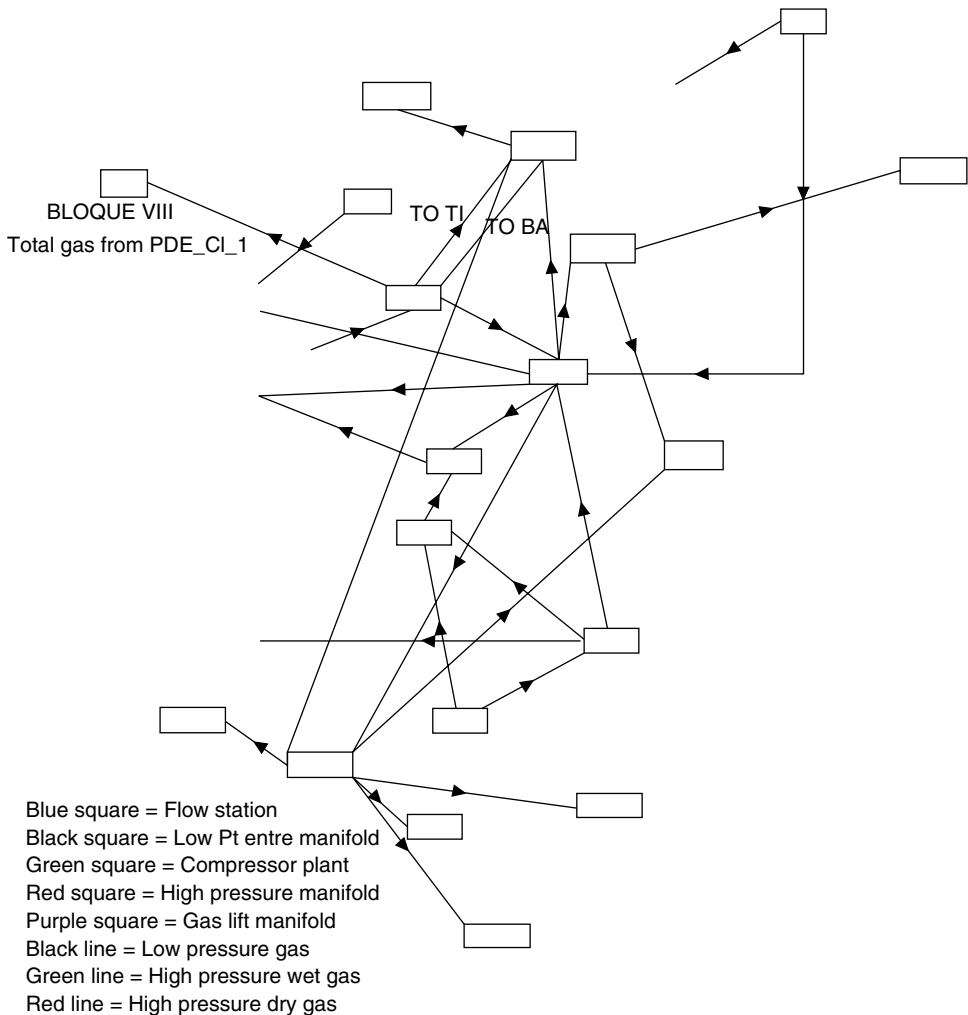 BLOQUE VIII
TO TI
TO BA
Total gas from PDE_CI_1
Blue square = Flow station
Black square = Low Pt entre manifold
Green square = Compressor plant
Red square = High pressure manifold
Purple square = Gas lift manifold
Black line = Low pressure gas
Green line = High pressure wet gas
Red line = High pressure dry gas